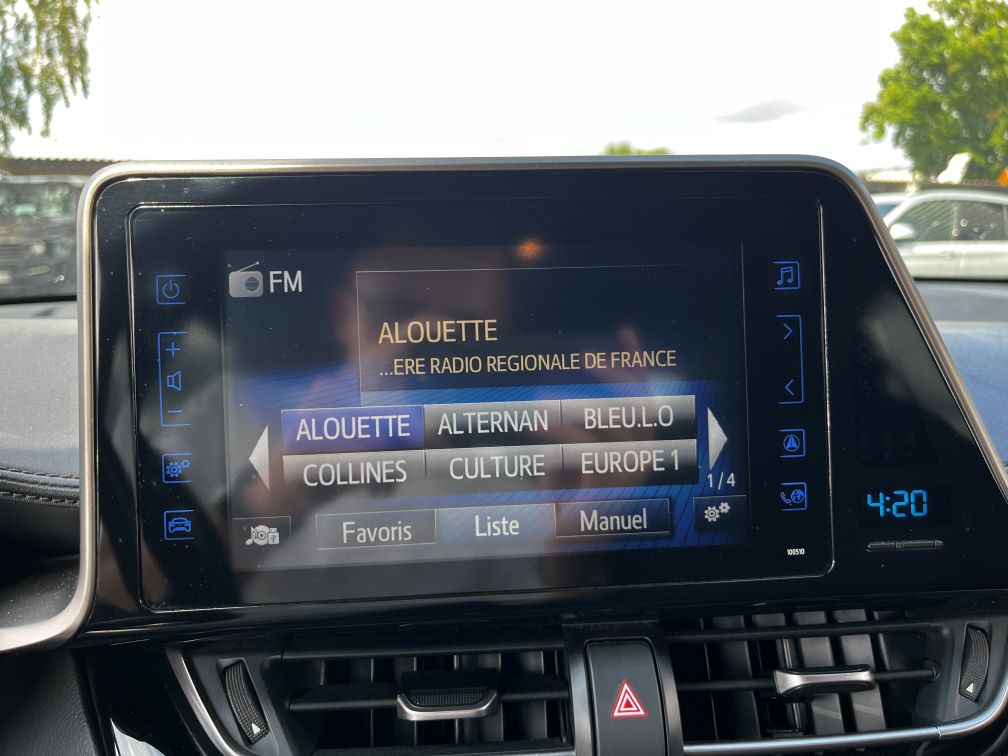 FM
ALOUETTE
...ERE RADIO REGIONALE DE FRANCE
ALOUETTE ALTERNAN BLEU.L.O
COLLINES CULTURE EUROPE 1
1/4
Favoris Liste Manuel
4:20
100510